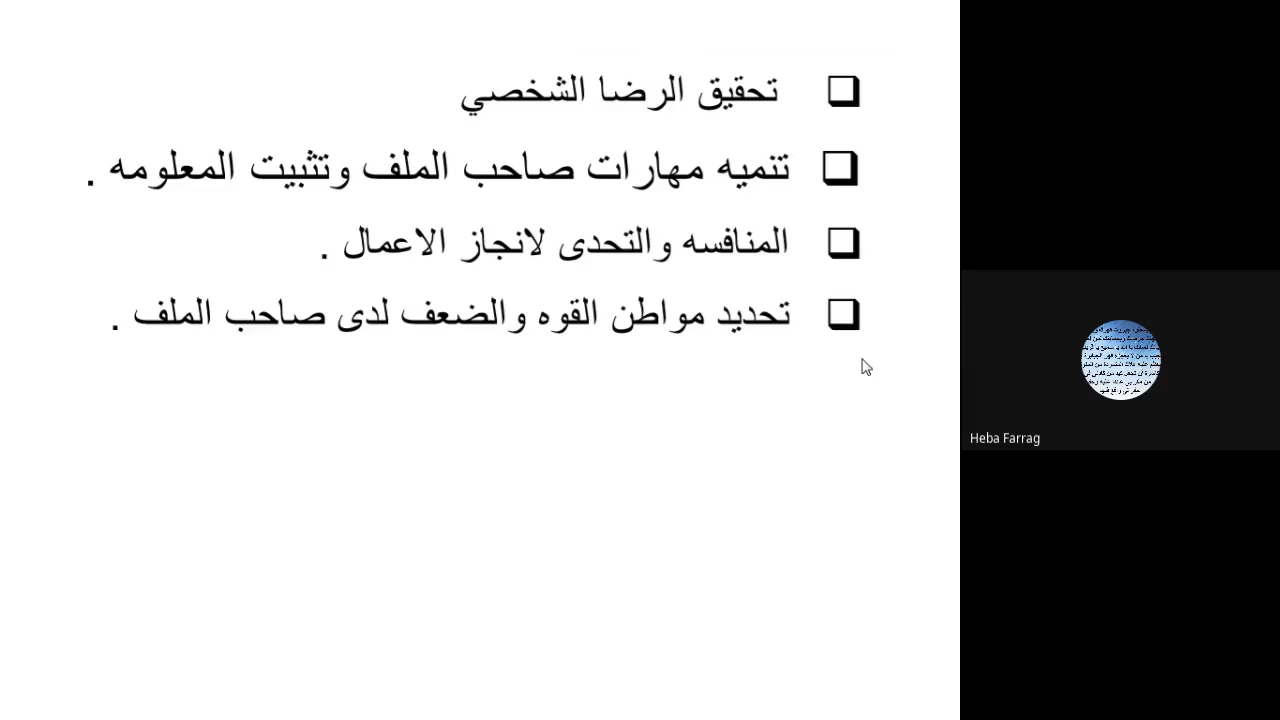 تحقيق الرضا الشخصي
تنميه مهارات صاحب الملف وتثبيت المعلومه .
المنافسه والتحدى لانجاز الاعمال .
تحديد مواطن القوه والضعف لدى صاحب الملف .
Heba Farrag